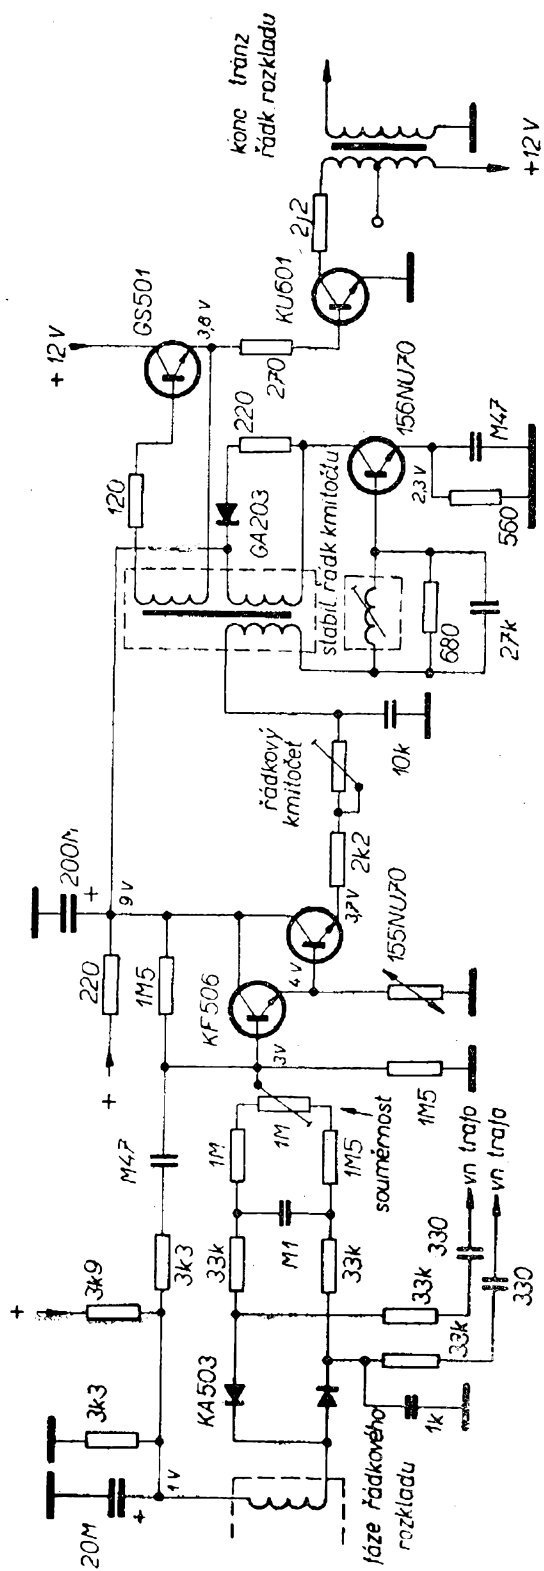 20M
+
1V
3k3
+
3k9
3k3
M47
+
220
200M
+
9V
1M5
KA503
33k
M1
33k
1M
1M5
1M
souměrnost
3V
KF506
4V
3,7V
155NU70
1M5
fáze řádkového
rozkladu
1k
33k
33k
330
330
vn trafo
vn trafo
2k2
řádkový
kmitočet
10k
stabil. řádk kmitočtu
120
GA203
220
680
27k
+12V
GS501
3,8V
270
KU601
2j2
156NU70
2,3V
M47
560
konc tranz
řádk. rozkladu
+12V